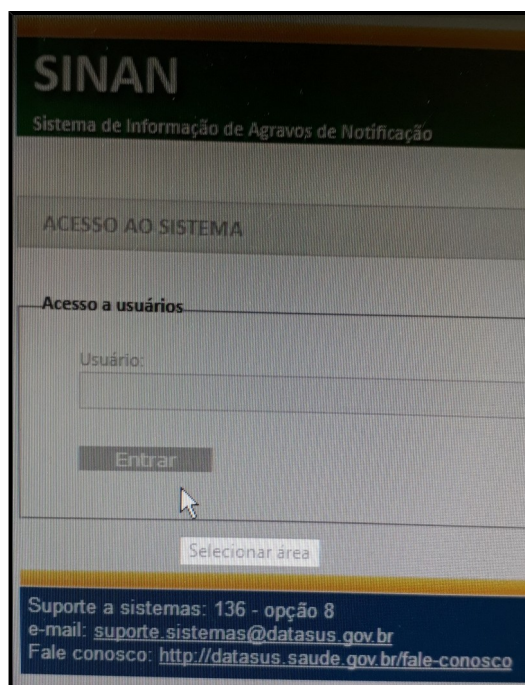 SINAN
Sistema de Informação de Agravos de Notificação
ACESSO AO SISTEMA
Acesso a usuários
Usuário:
Entrar
Selecionar área
Suporte a sistemas: 136 - opção 8
e-mail: suporte.sistemas@datasus.gov.br
Fale conosco: http://datasus.saude.gov.br/fale-conosco